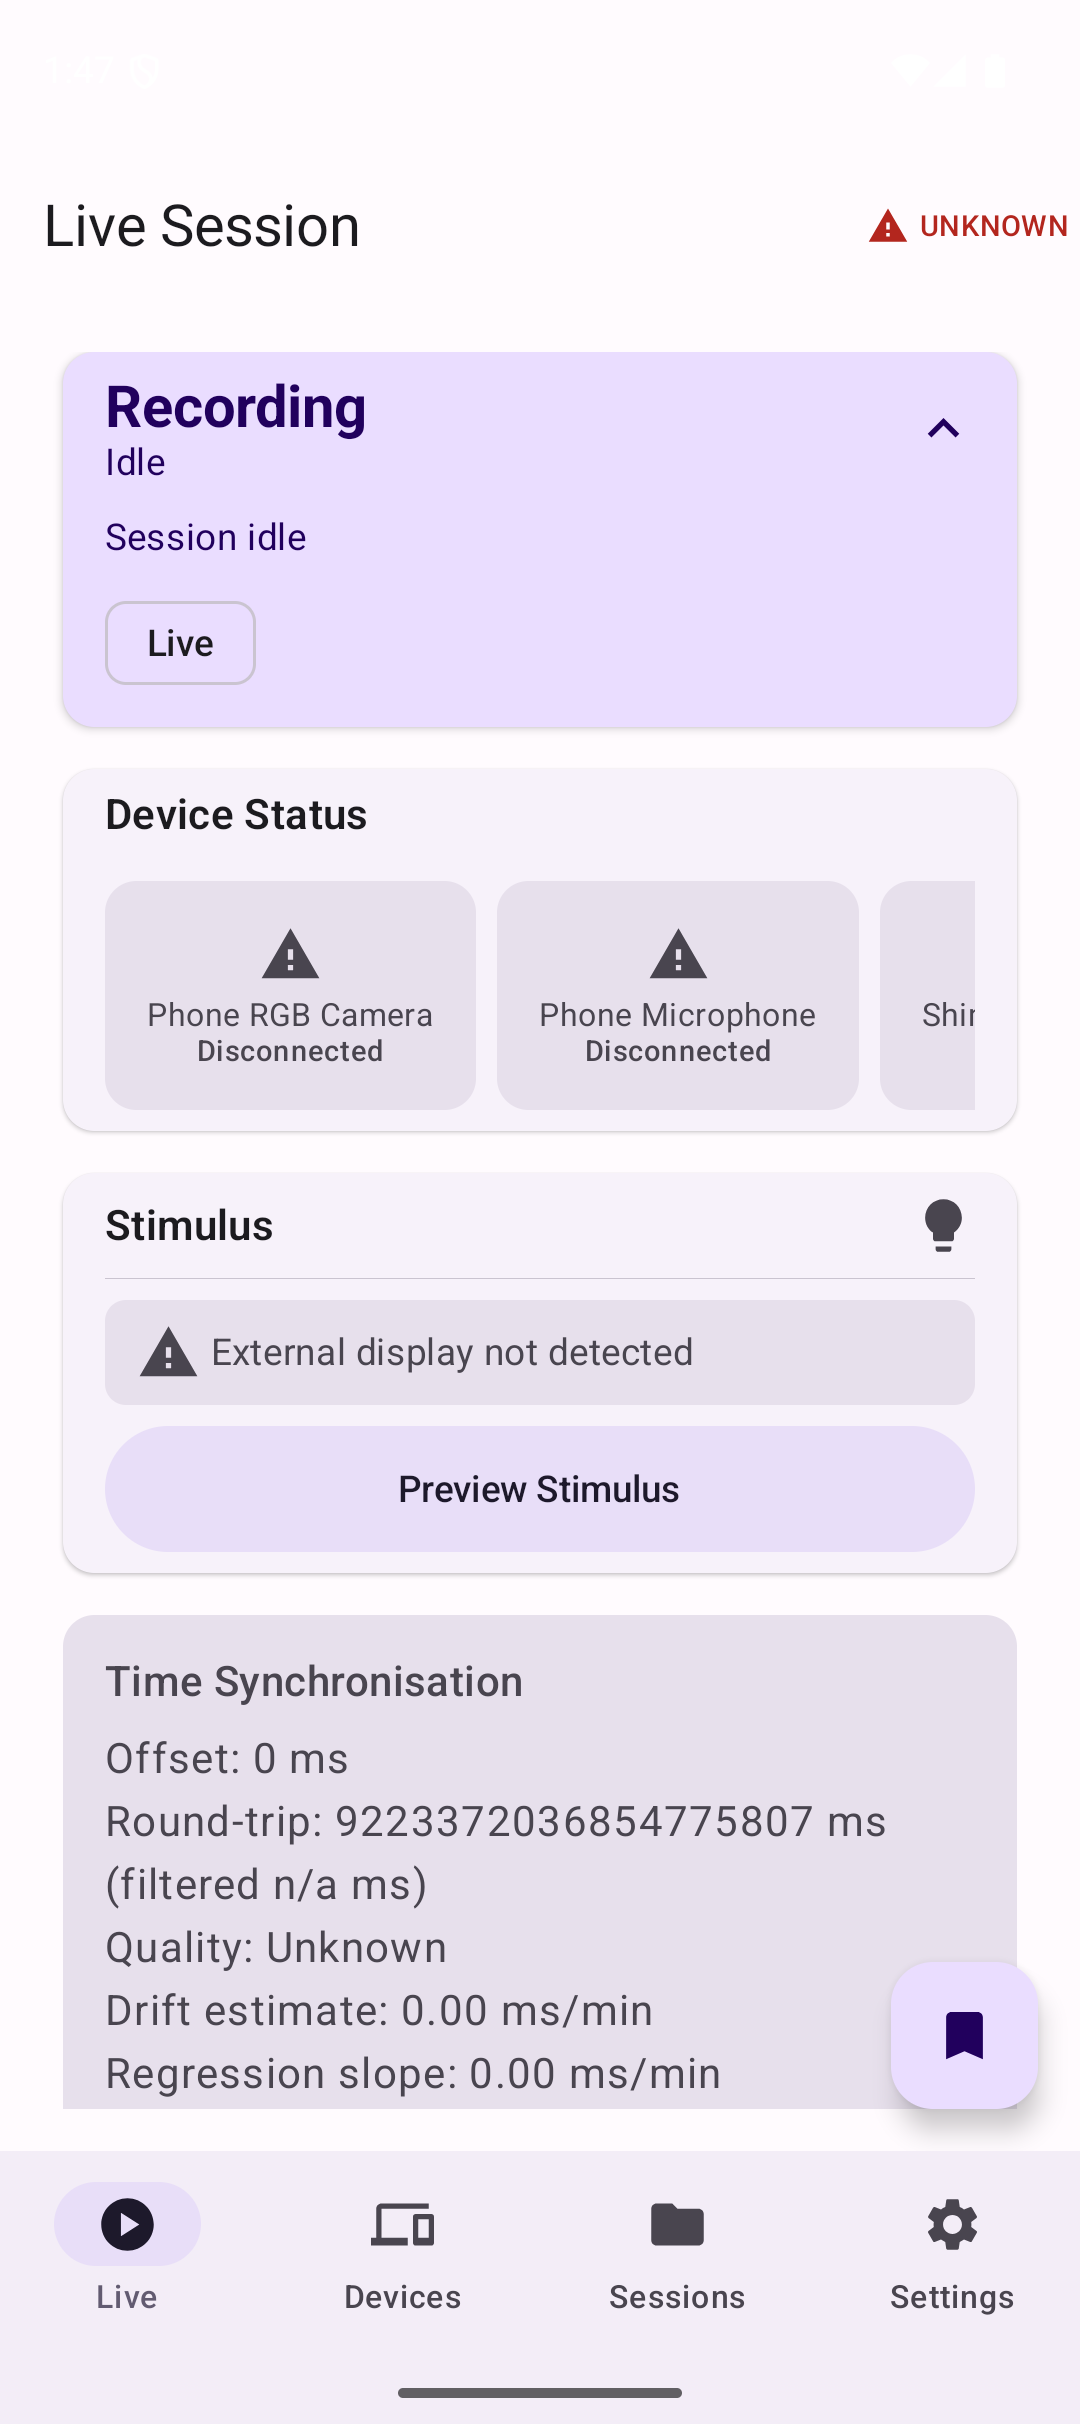 Live Session
UNKNOWN
Recording
Idle
Session idle
Live
Device Status
Phone RGB Camera
Disconnected
Phone Microphone
Disconnected
Stimulus
External display not detected
Preview Stimulus
Time Synchronisation
Offset: 0 ms
Round-trip: 9223372036854775807 ms
(filtered n/a ms)
Quality: Unknown
Drift estimate: 0.00 ms/min
Regression slope: 0.00 ms/min
Live
Devices
Sessions
Settings